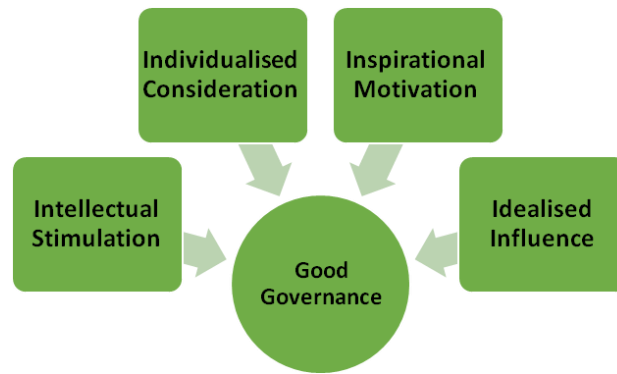 Individualised
Consideration
Inspirational
Motivation
Intellectual
Stimulation
Idealised
Influence
Good
Governance